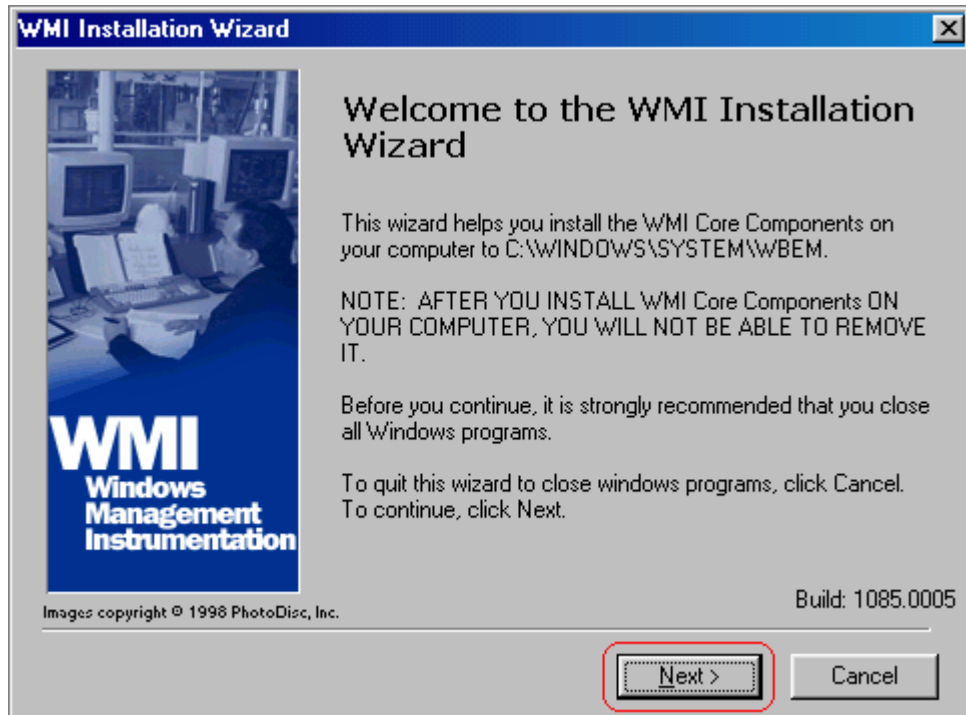 WMI Installation Wizard
Welcome to the WMI Installation
Wizard
This wizard helps you install the WMI Core Components on
your computer to C:\WINDOWS\SYSTEM\WBEM.
NOTE:  AFTER YOU INSTALL WMI Core Components ON
YOUR COMPUTER, YOU WILL NOT BE ABLE TO REMOVE
IT.
Before you continue, it is strongly recommended that you close
all Windows programs.
To quit this wizard to close windows programs, click Cancel.
To continue, click Next.
WMI
Windows
Management
Instrumentation
Images copyright © 1998 PhotoDisc, Inc.
Build: 1085.0005
Next >
Cancel